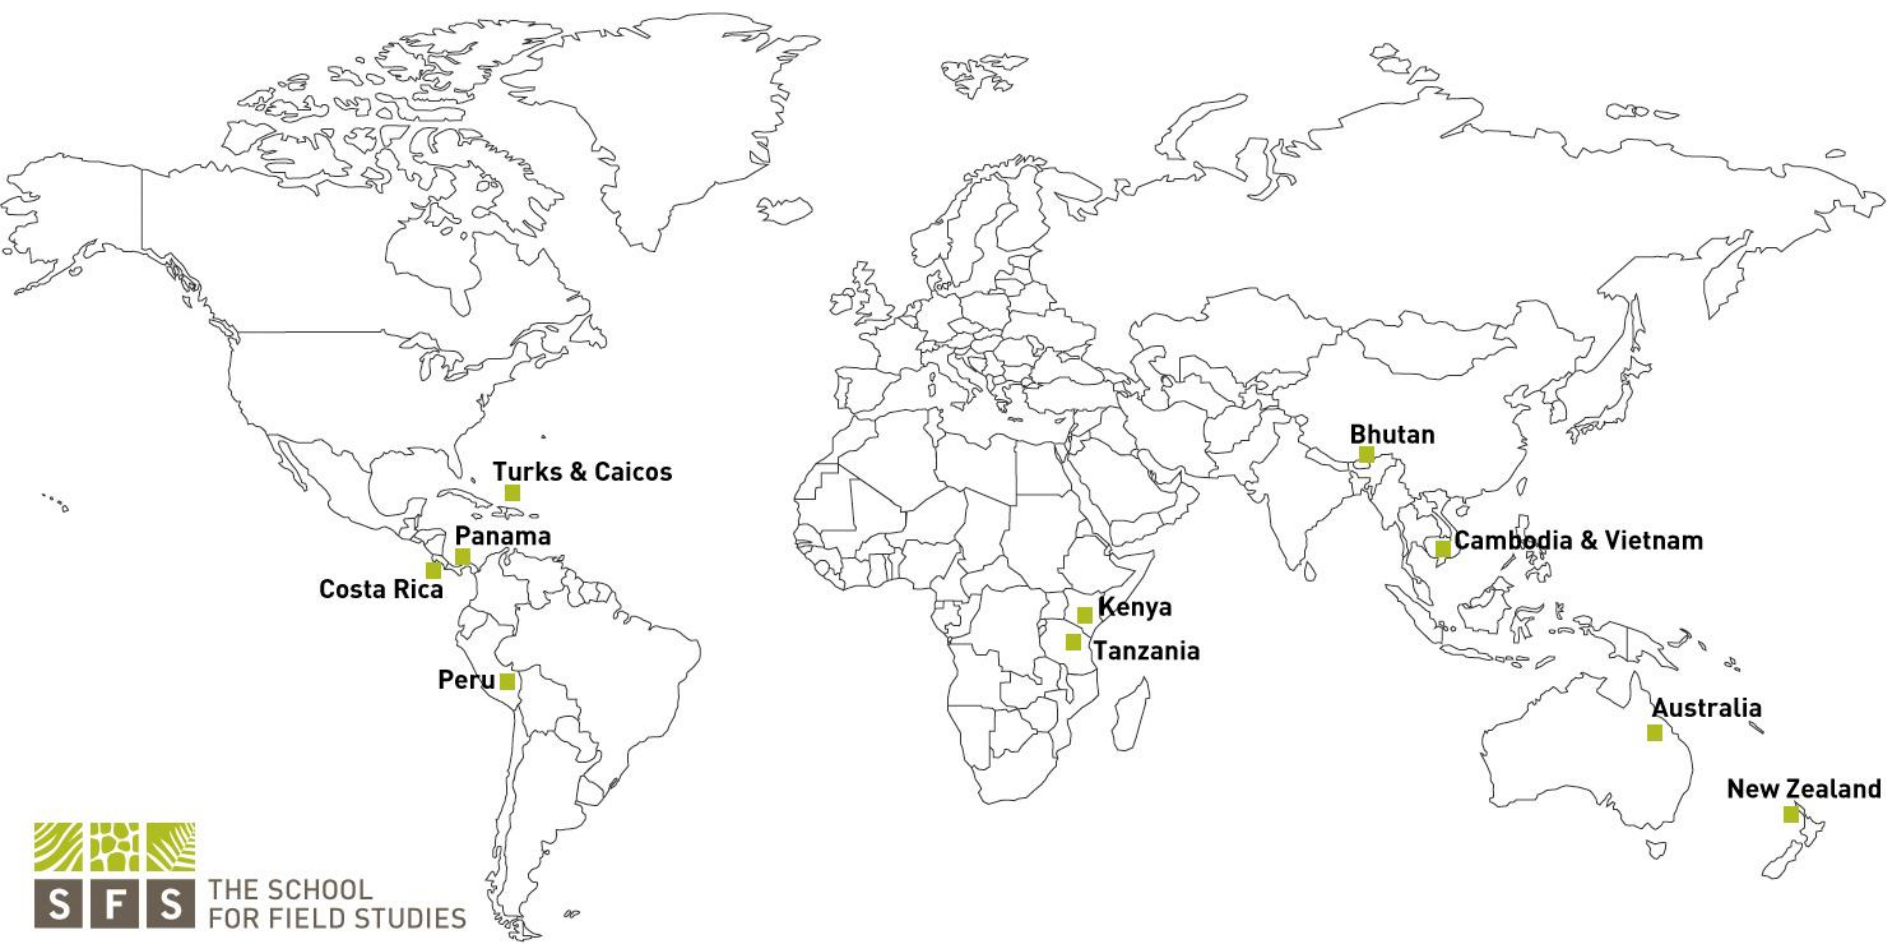 Bhutan
Turks & Caicos
Panama
Cambodia & Vietnam
Costa Rica
Kenya
Tanzania
Peru
Australia
New Zealand
SFS
THE SCHOOL
FOR FIELD STUDIES